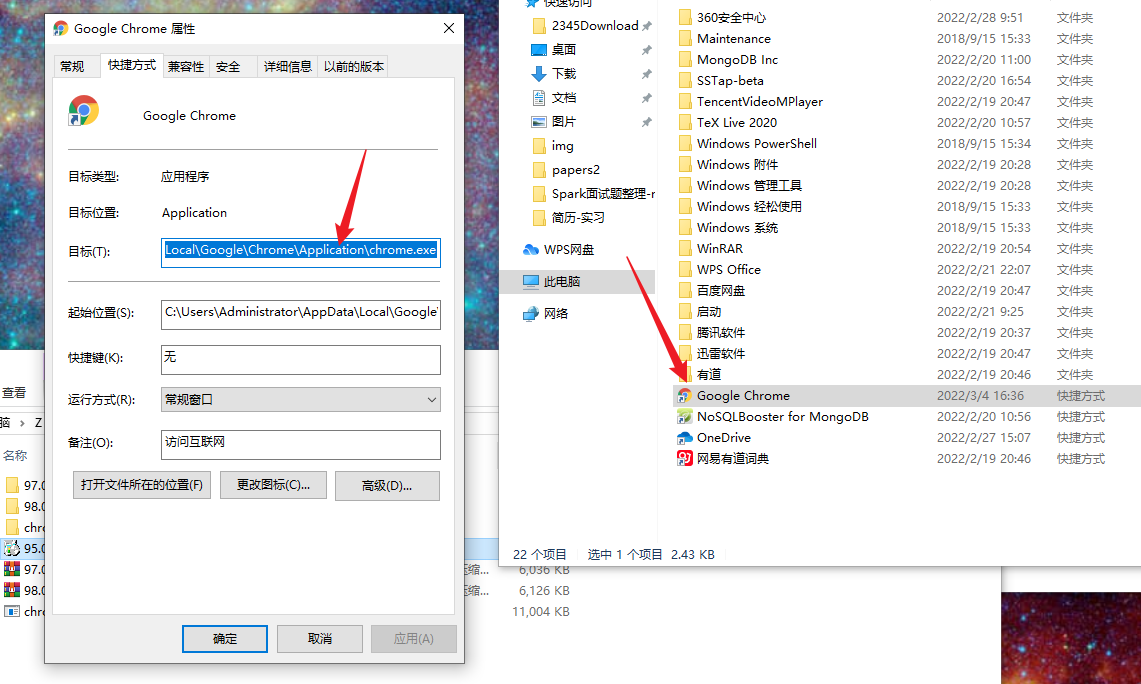 Google Chrome 属性
常规
快捷方式
兼容性
安全
详细信息
以前的版本
Google Chrome
目标类型:
应用程序
目标位置:
Application
目标(T):
Local\Google\Chrome\Application\chrome.exe
起始位置(S):
C:\Users\Administrator\AppData\Local\Google\
快捷键(K):
无
运行方式(R):
常规窗口
备注(O):
访问互联网
打开文件所在的位置(F)
更改图标(C)...
高级(D)...
确定
取消
应用(A)
查看
脑 › Z
名称
97.0
98.0
chr
95.0
97.0
98.0
chr
压缩... 6,036 KB
压缩... 6,126 KB
11,004 KB
快速访问
2345Download
桌面
下载
文档
图片
img
papers2
Spark面试题整理-r
简历-实习
WPS网盘
此电脑
网络
360安全中心 2022/2/28 9:51 文件夹
Maintenance 2018/9/15 15:33 文件夹
MongoDB Inc 2022/2/20 11:00 文件夹
SSTap-beta 2022/2/20 16:54 文件夹
TencentVideoMPlayer 2022/2/19 20:47 文件夹
TeX Live 2020 2022/2/20 10:57 文件夹
Windows PowerShell 2018/9/15 15:34 文件夹
Windows 附件 2022/2/19 20:28 文件夹
Windows 管理工具 2022/2/19 20:28 文件夹
Windows 轻松使用 2018/9/15 15:33 文件夹
Windows 系统 2018/9/15 15:33 文件夹
WinRAR 2022/2/19 20:54 文件夹
WPS Office 2022/2/21 22:07 文件夹
百度网盘 2022/2/19 20:47 文件夹
启动 2022/2/21 9:25 文件夹
腾讯软件 2022/2/19 20:37 文件夹
迅雷软件 2022/2/19 20:47 文件夹
有道 2022/2/19 20:46 文件夹
Google Chrome 2022/3/4 16:36 快捷方式
NoSQLBooster for MongoDB 2022/2/20 10:56 快捷方式
OneDrive 2022/2/27 15:07 快捷方式
网易有道词典 2022/2/19 20:46 快捷方式
22 个项目 选中 1 个项目 2.43 KB